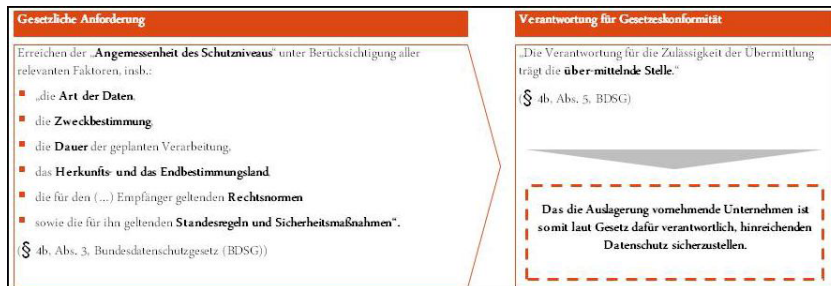 Gesetzliche Anforderung
Erreichen der „Angemessenheit des Schutzniveaus" unter Berücksichtigung aller
relevanten Faktoren, insb.:
„die Art der Daten,
die Zweckbestimmung,
die Dauer der geplanten Verarbeitung,
das Herkunfts- und das Endbestimmungsland
die für den (...) Empfänger geltenden Rechtsnormen
sowie die für ihn geltenden Standesregeln und Sicherheitsmaßnahmen“.
(§ 4b, Abs. 3, Bundesdatenschutzgesetz (BDSG))
Verantwortung für Gesetzeskonformität
„Die Verantwortung für die Zulässigkeit der Übermittlung
trägt die über-mittelnde Stelle.“
(§ 4b, Abs. 5, BDSG)
Das die Auslagerung vornehmende Unternehmen ist
somit laut Gesetz dafür verantwortlich, hinreichenden
Datenschutz sicherzustellen.